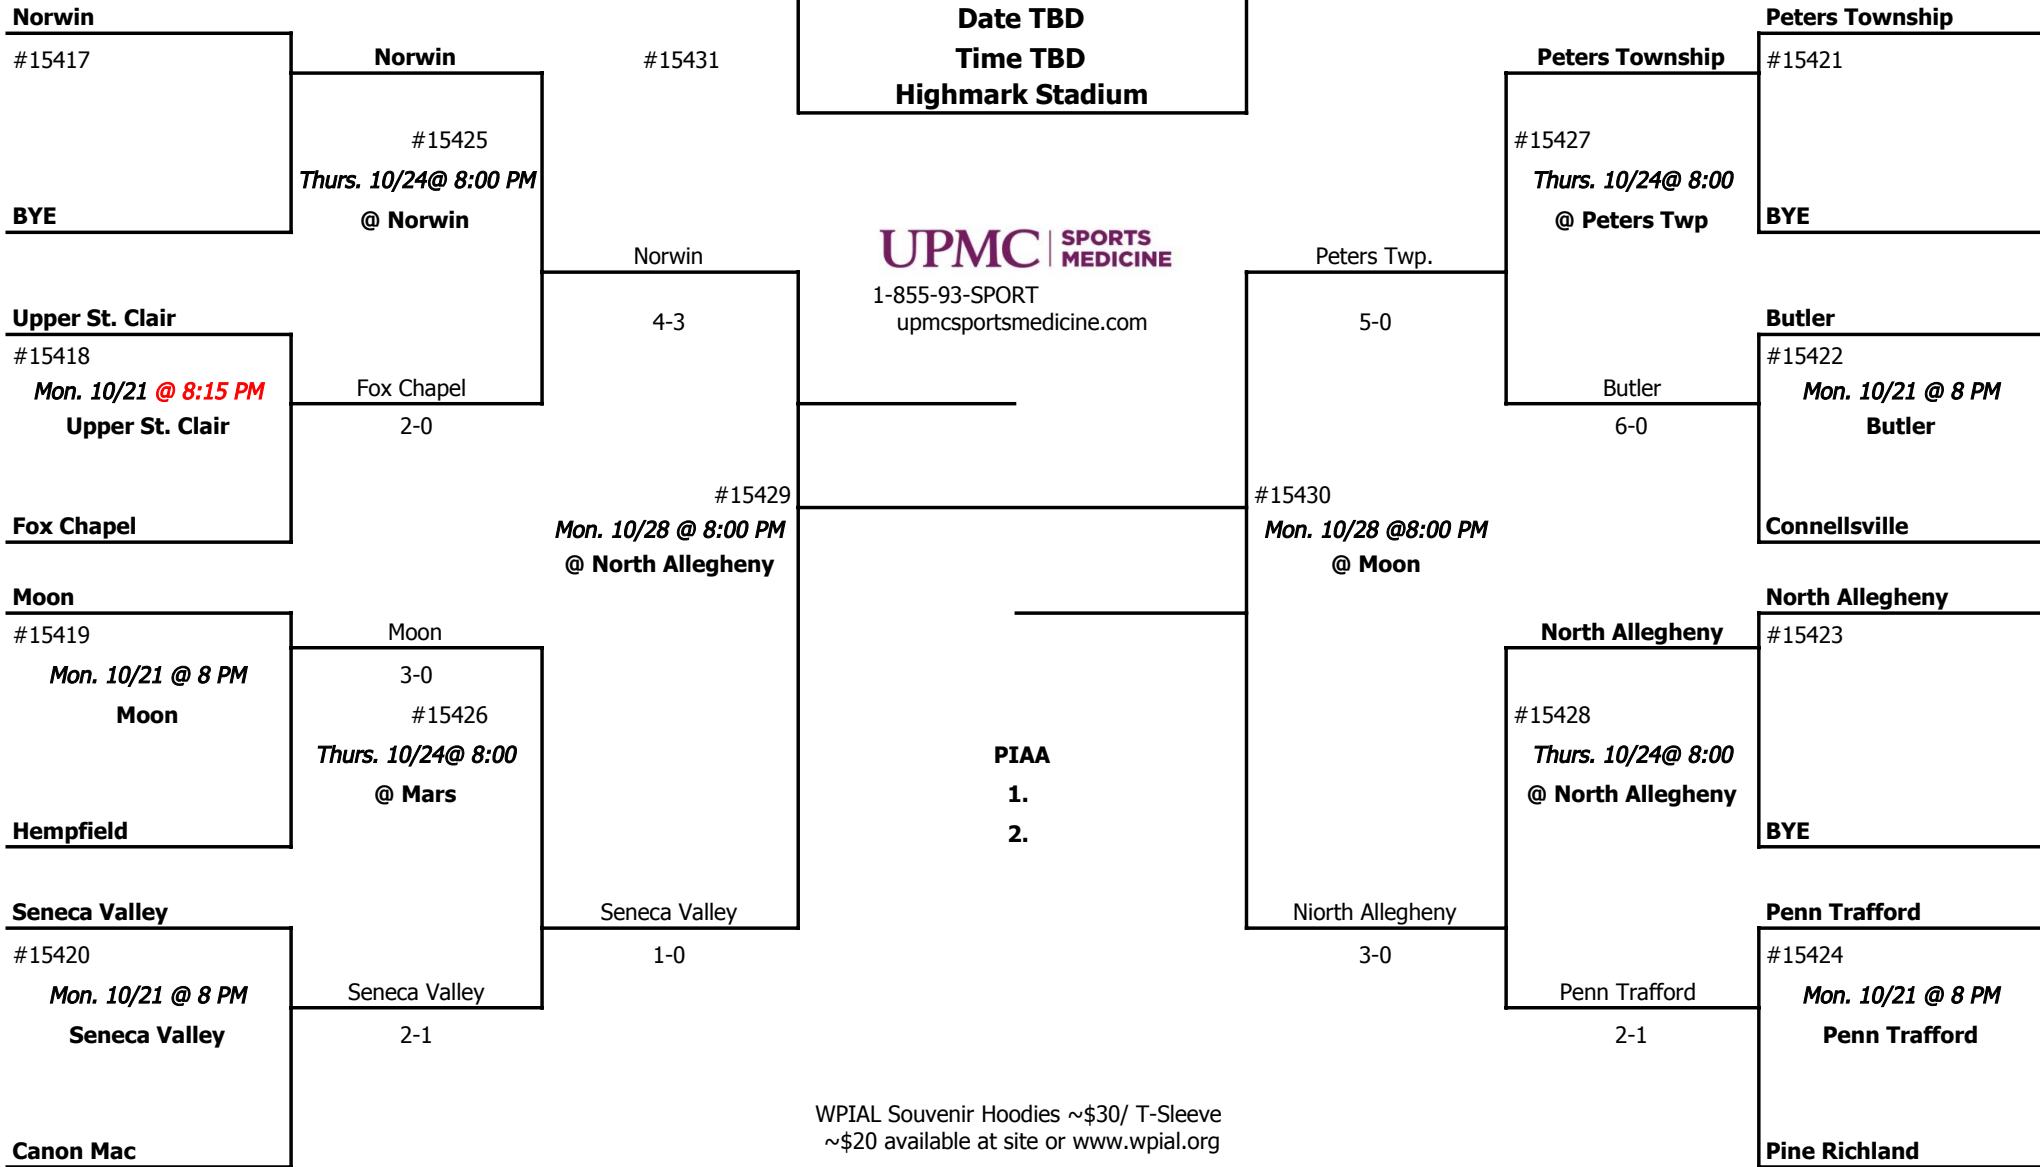 Norwin
#15417
BYE
Upper St. Clair
#15418
Mon. 10/21 @ 8:15 PM
Upper St. Clair
Fox Chapel
Moon
#15419
Mon. 10/21 @ 8 PM
Moon
Hempfield
Seneca Valley
#15420
Mon. 10/21 @ 8 PM
Seneca Valley
Canon Mac
Norwin
#15425
Thurs. 10/24@ 8:00 PM
@ Norwin
Fox Chapel
2-0
Moon
3-0
#15426
Thurs. 10/24@ 8:00
@ Mars
Seneca Valley
2-1
#15431
Norwin
4-3
#15429
Mon. 10/28 @ 8:00 PM
@ North Allegheny
Seneca Valley
1-0
Date TBD
Time TBD
Highmark Stadium
UPMC SPORTS
MEDICINE
1-855-93-SPORT
upmcsportsmedicine.com
PIAA
1.
2.
WPIAL Souvenir Hoodies ~$30/ T-Sleeve
~$20 available at site or www.wpial.org
Peters Twp.
5-0
#15430
Mon. 10/28 @8:00 PM
@ Moon
Niorth Allegheny
3-0
Peters Township
#15427
Thurs. 10/24@ 8:00
@ Peters Twp
Butler
6-0
North Allegheny
#15428
Thurs. 10/24@ 8:00
@ North Allegheny
Penn Trafford
2-1
Peters Township
#15421
BYE
Butler
#15422
Mon. 10/21 @ 8 PM
Butler
Connellsville
North Allegheny
#15423
BYE
Penn Trafford
#15424
Mon. 10/21 @ 8 PM
Penn Trafford
Pine Richland